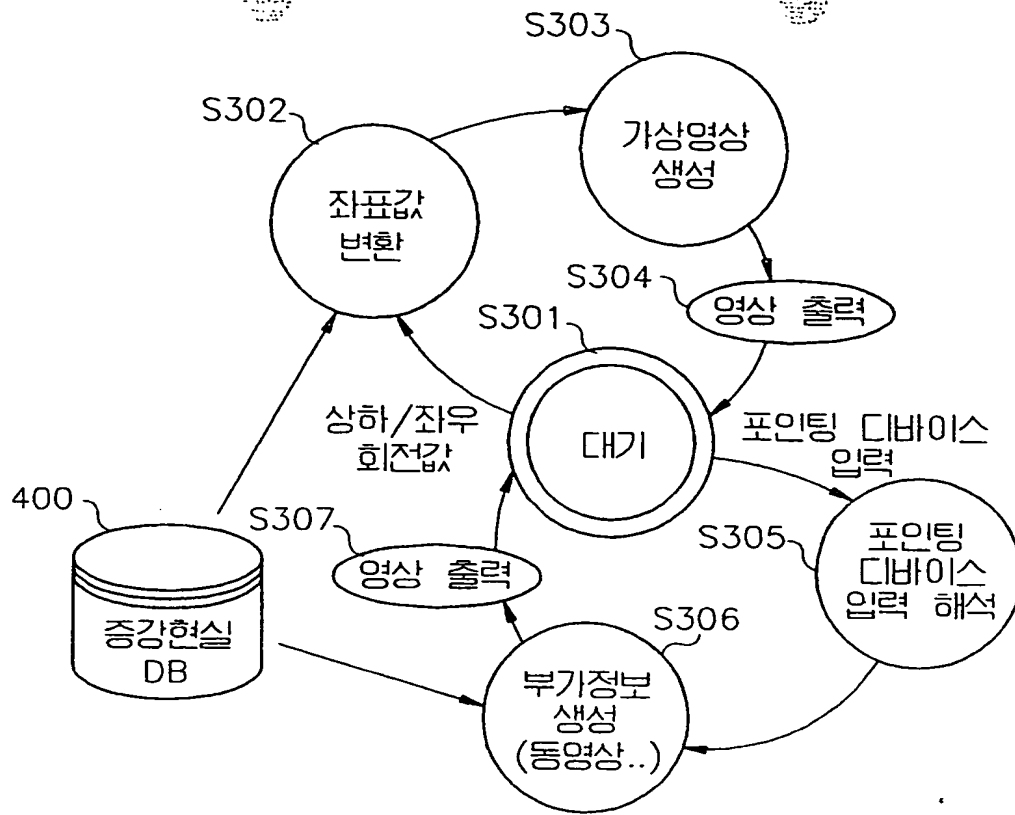 S303
가상영상
생성
S302
좌표값
변환
S304
영상 출력
S301
대기
상하/좌우
회전값
포인팅 디바이스
입력
400
증강현실
DB
S307
영상 출력
S305
포인팅
디바이스
입력 해석
S306
부가정보
생성
(동영상..)